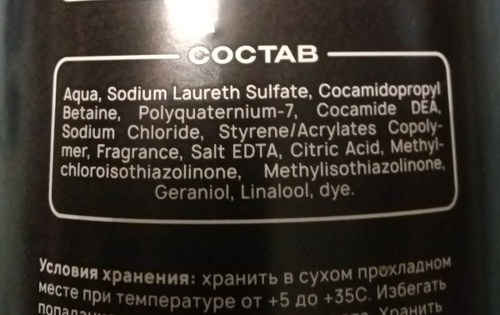 СОСТАВ
Aqua, Sodium Laureth Sulfate, Cocamidopropyl
Betaine, Polyquaternium-7, Cocamide DEA,
Sodium Chloride, Styrene/Acrylates Copoly-
mer, Fragrance, Salt EDTA, Citric Acid, Methyl-
chloroisothiazolinone, Methylisothiazolinone,
Geraniol, Linalool, dye.
Условия хранения: хранить в сухом прохладном
месте при температуре от +5 до +35С. Избегать
Хранить